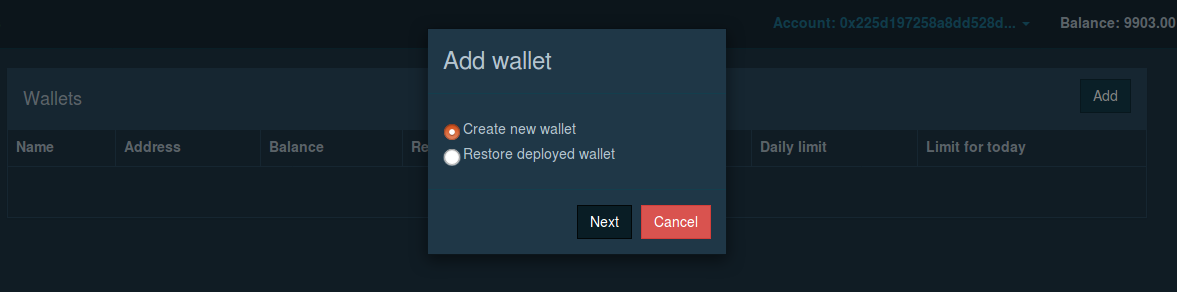 Account: 0x225d197258a8dd528d... Balance: 9903.00
Add wallet
Wallets Add
Create new wallet
Name Address Balance Re Daily limit Limit for today
Restore deployed wallet
Next Cancel